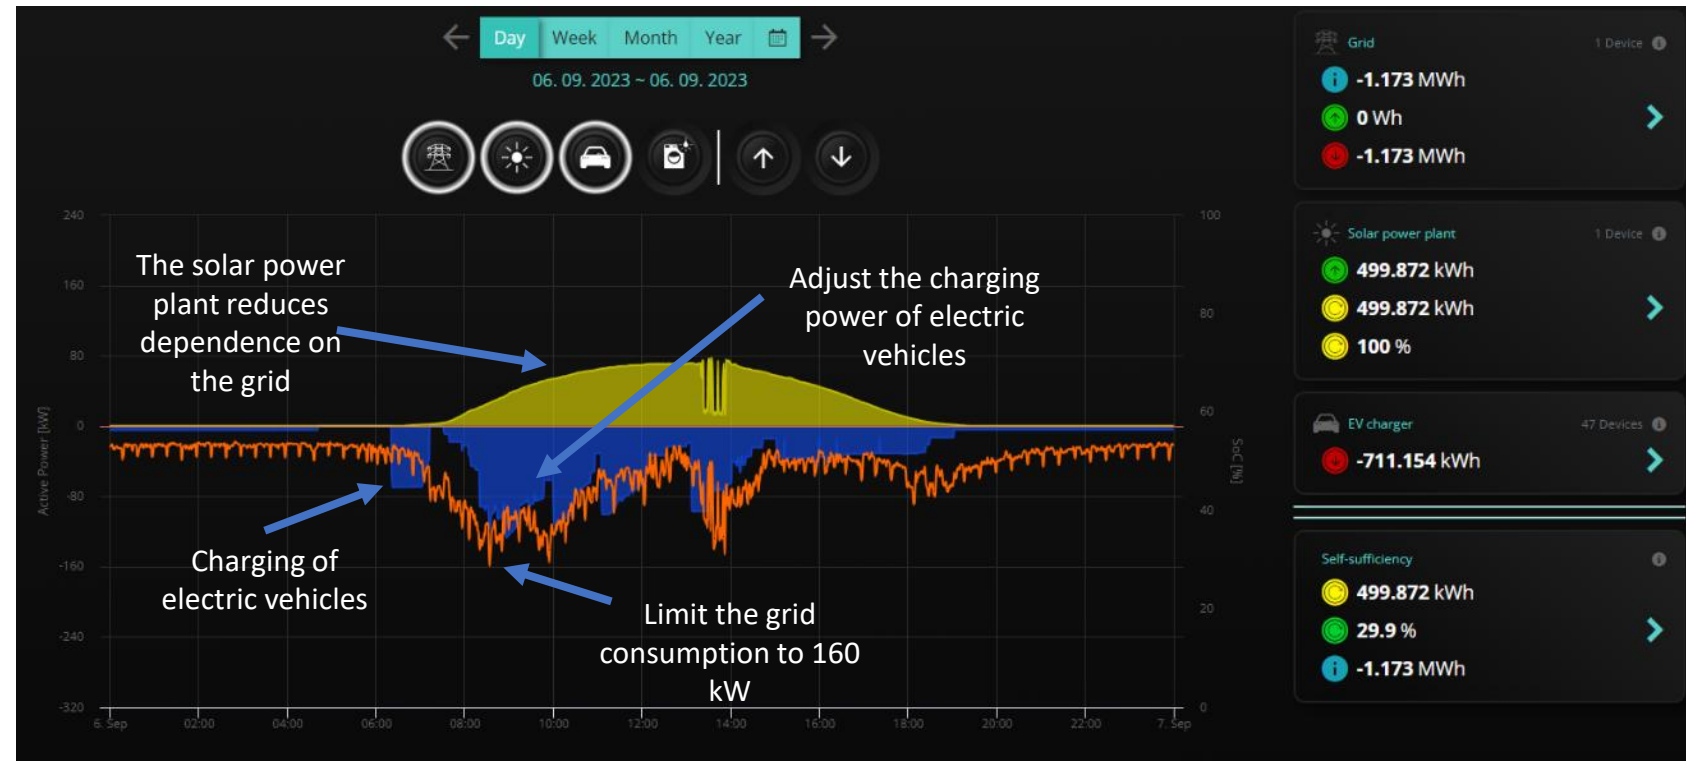 Day Week Month Year
06. 09. 2023 ~ 06. 09. 2023
Grid 1 Device
-1.173 MWh
0 Wh
-1.173 MWh
Solar power plant 1 Device
499.872 kWh
499.872 kWh
100 %
EV charger 47 Devices
-711.154 kWh
Self-sufficiency
499.872 kWh
29.9 %
-1.173 MWh
The solar power
plant reduces
dependence on
the grid
Adjust the charging
power of electric
vehicles
Charging of
electric vehicles
Limit the grid
consumption to 160
kW
Active Power [kW]
240
160
80
0
-80
-160
-240
-320
SoC [%]
100
80
60
40
20
0
6. Sep 02:00 04:00 06:00 08:00 10:00 12:00 14:00 16:00 18:00 20:00 22:00 7. Sep